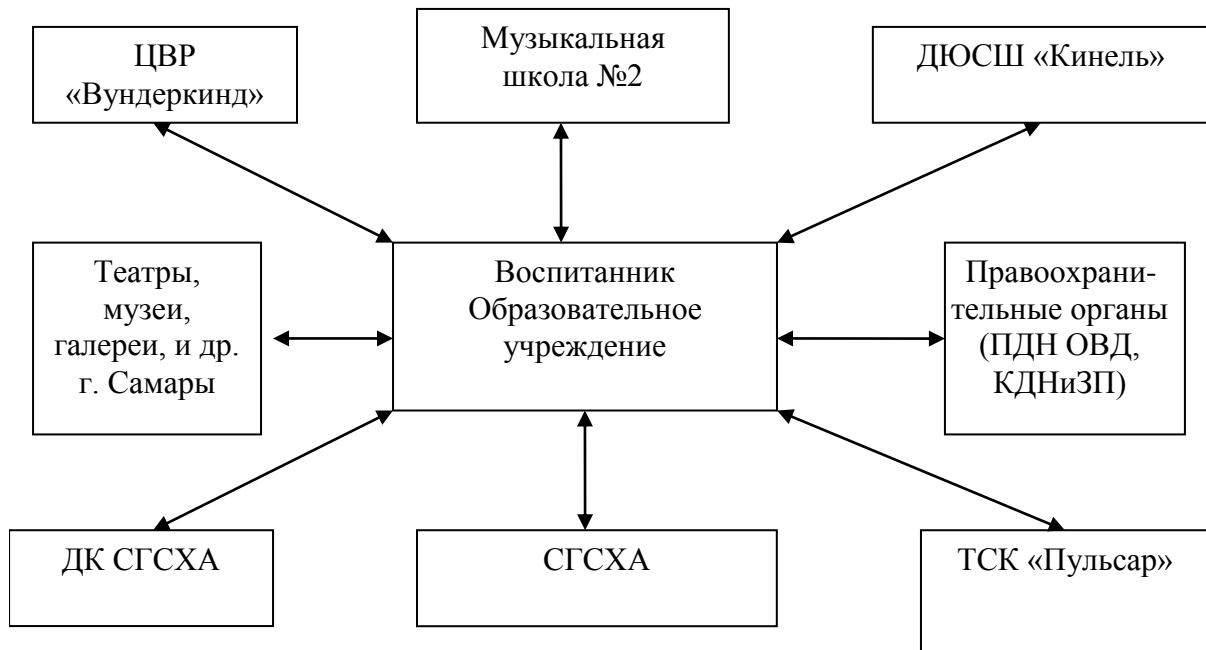 ЦВР
«Вундеркинд»
Музыкальная
школа №2
ДЮСШ «Кинель»
Театры,
музеи,
галереи, и др.
г. Самары
Воспитанник
Образовательное
учреждение
Правоохрани-
тельные органы
(ПДН ОВД,
КДНиЗП)
ДК СГСХА
СГСХА
ТСК «Пульсар»